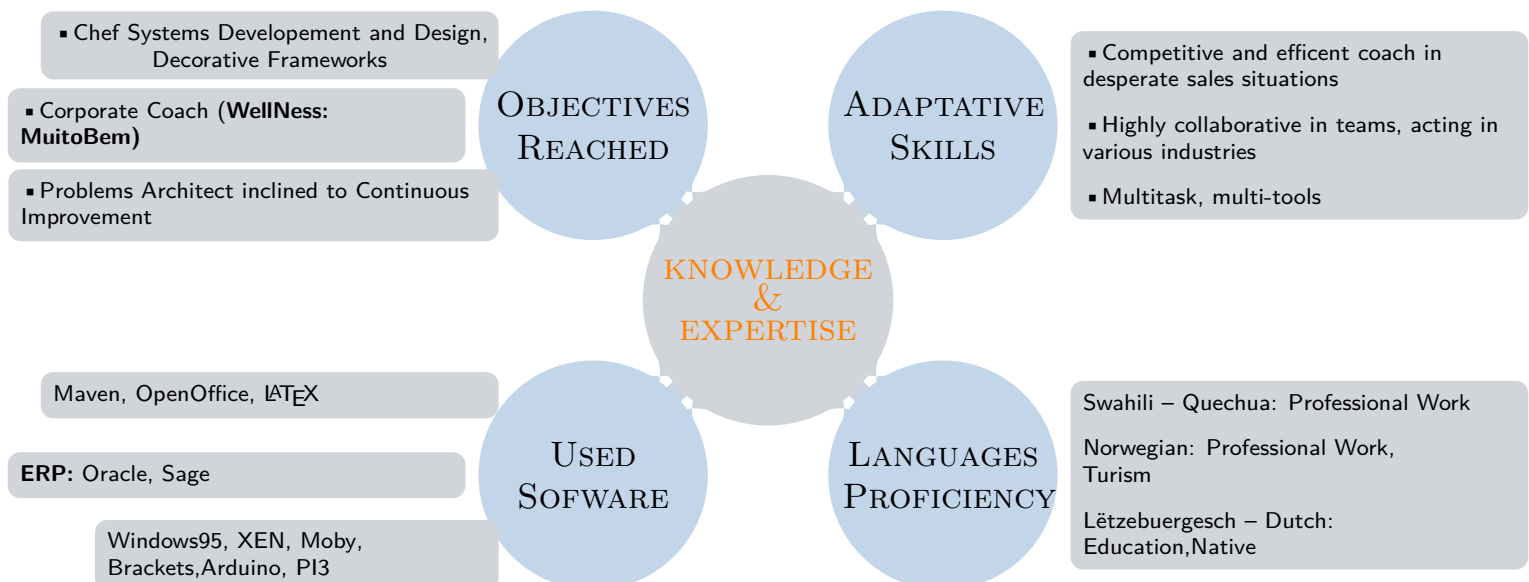 ▪ Chef Systems Developement and Design,
Decorative Frameworks
▪ Corporate Coach (WellNess:
MuitoBem)
▪ Problems Architect inclined to Continuous
Improvement
OBJECTIVES
REACHED
ADAPTATIVE
SKILLS
▪ Competitive and efficent coach in
desperate sales situations
▪ Highly collaborative in teams, acting in
various industries
▪ Multitask, multi-tools
KNOWLEDGE
&
EXPERTISE
Maven, OpenOffice, LATEX
ERP: Oracle, Sage
Windows95, XEN, Moby,
Brackets,Arduino, PI3
USED
SOFWARE
LANGUAGES
PROFICIENCY
Swahili – Quechua: Professional Work
Norwegian: Professional Work,
Turism
Lëtzebuergesch – Dutch:
Education,Native